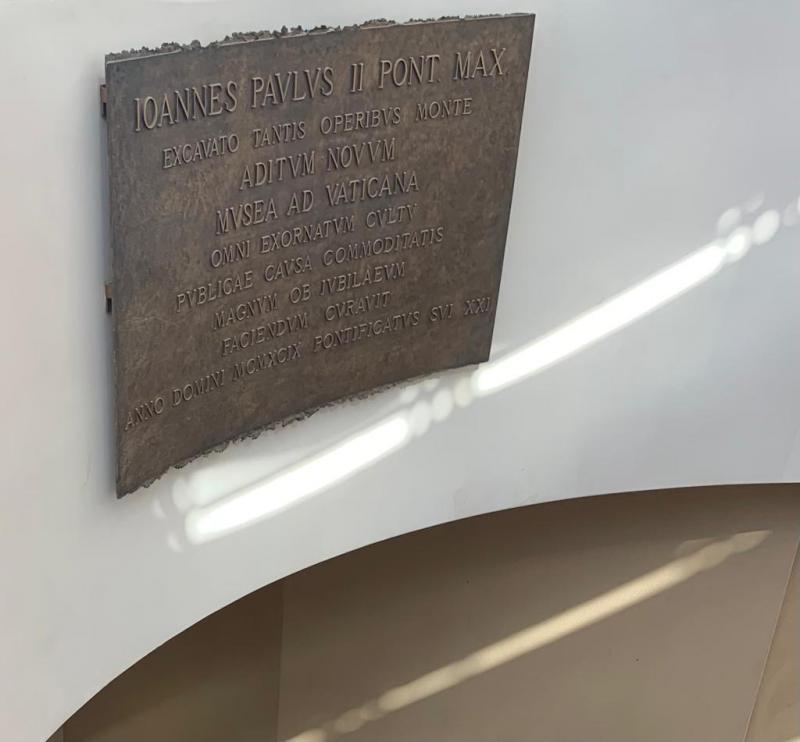 IOANNES PAVLVS II PONT. MAX.
EXCAVATO TANTIS OPERIBVS MONTE
ADITVM NOVVM
MVSEA AD VATICANA
OMNI EXORNATVM CVLTV
PVBLICAE CAVSA COMMODITATIS
MAGNVM OB IVBILAEVM
FACIENDVM CVRAVIT
ANNO DOMINI MCMXCIX PONTIFICATVS SVI XXI